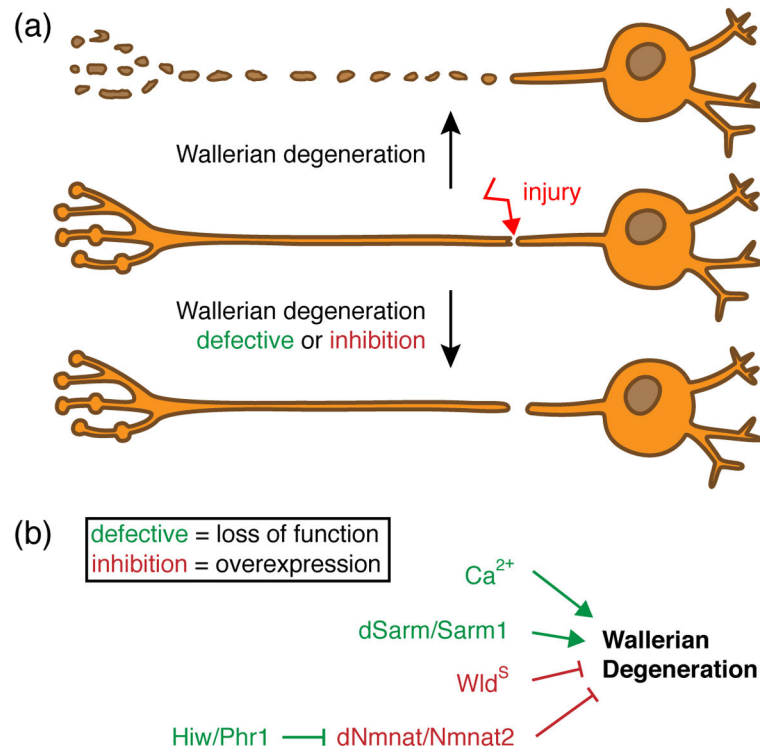 (a)
Wallerian degeneration
injury
Wallerian degeneration
defective or inhibition
(b)
defective = loss of function
inhibition = overexpression
Ca²⁺
dSarm/Sarm1
Wallerian
Degeneration
Wldˢ
Hiw/Phr1 dNmnat/Nmnat2